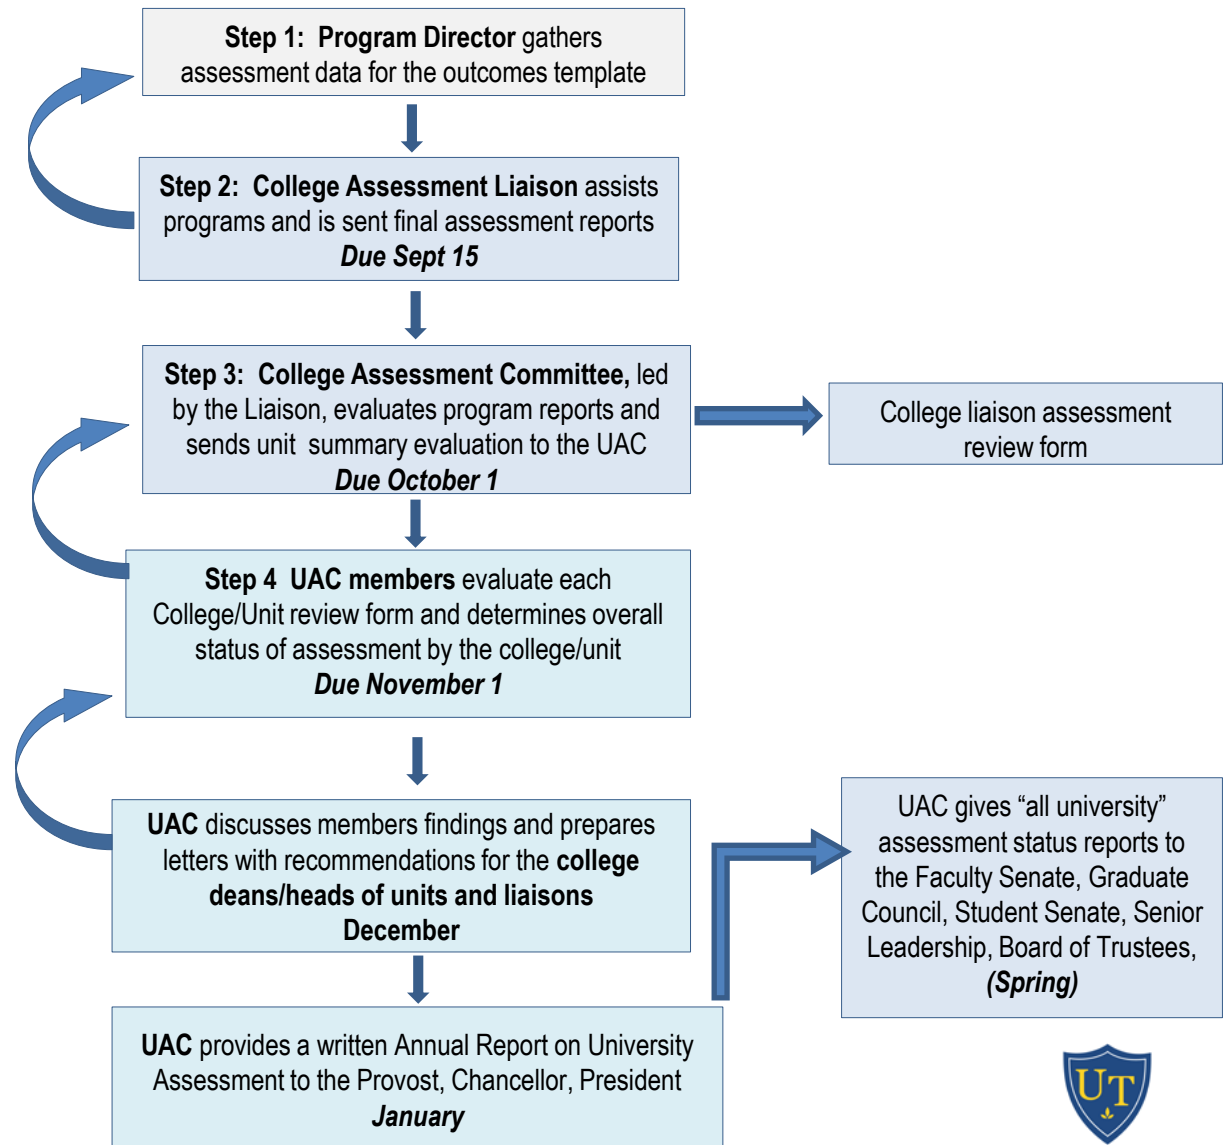 Step 1:  Program Director gathers
assessment data for the outcomes template
Step 2:  College Assessment Liaison assists
programs and is sent final assessment reports
Due Sept 15
Step 3:  College Assessment Committee, led
by the Liaison, evaluates program reports and
sends unit  summary evaluation to the UAC
Due October 1
College liaison assessment
review form
Step 4  UAC members evaluate each
College/Unit review form and determines overall
status of assessment by the college/unit
Due November 1
UAC discusses members findings and prepares
letters with recommendations for the college
deans/heads of units and liaisons
December
UAC gives “all university”
assessment status reports to
the Faculty Senate, Graduate
Council, Student Senate, Senior
Leadership, Board of Trustees,
(Spring)
UAC provides a written Annual Report on University
Assessment to the Provost, Chancellor, President
January
UT